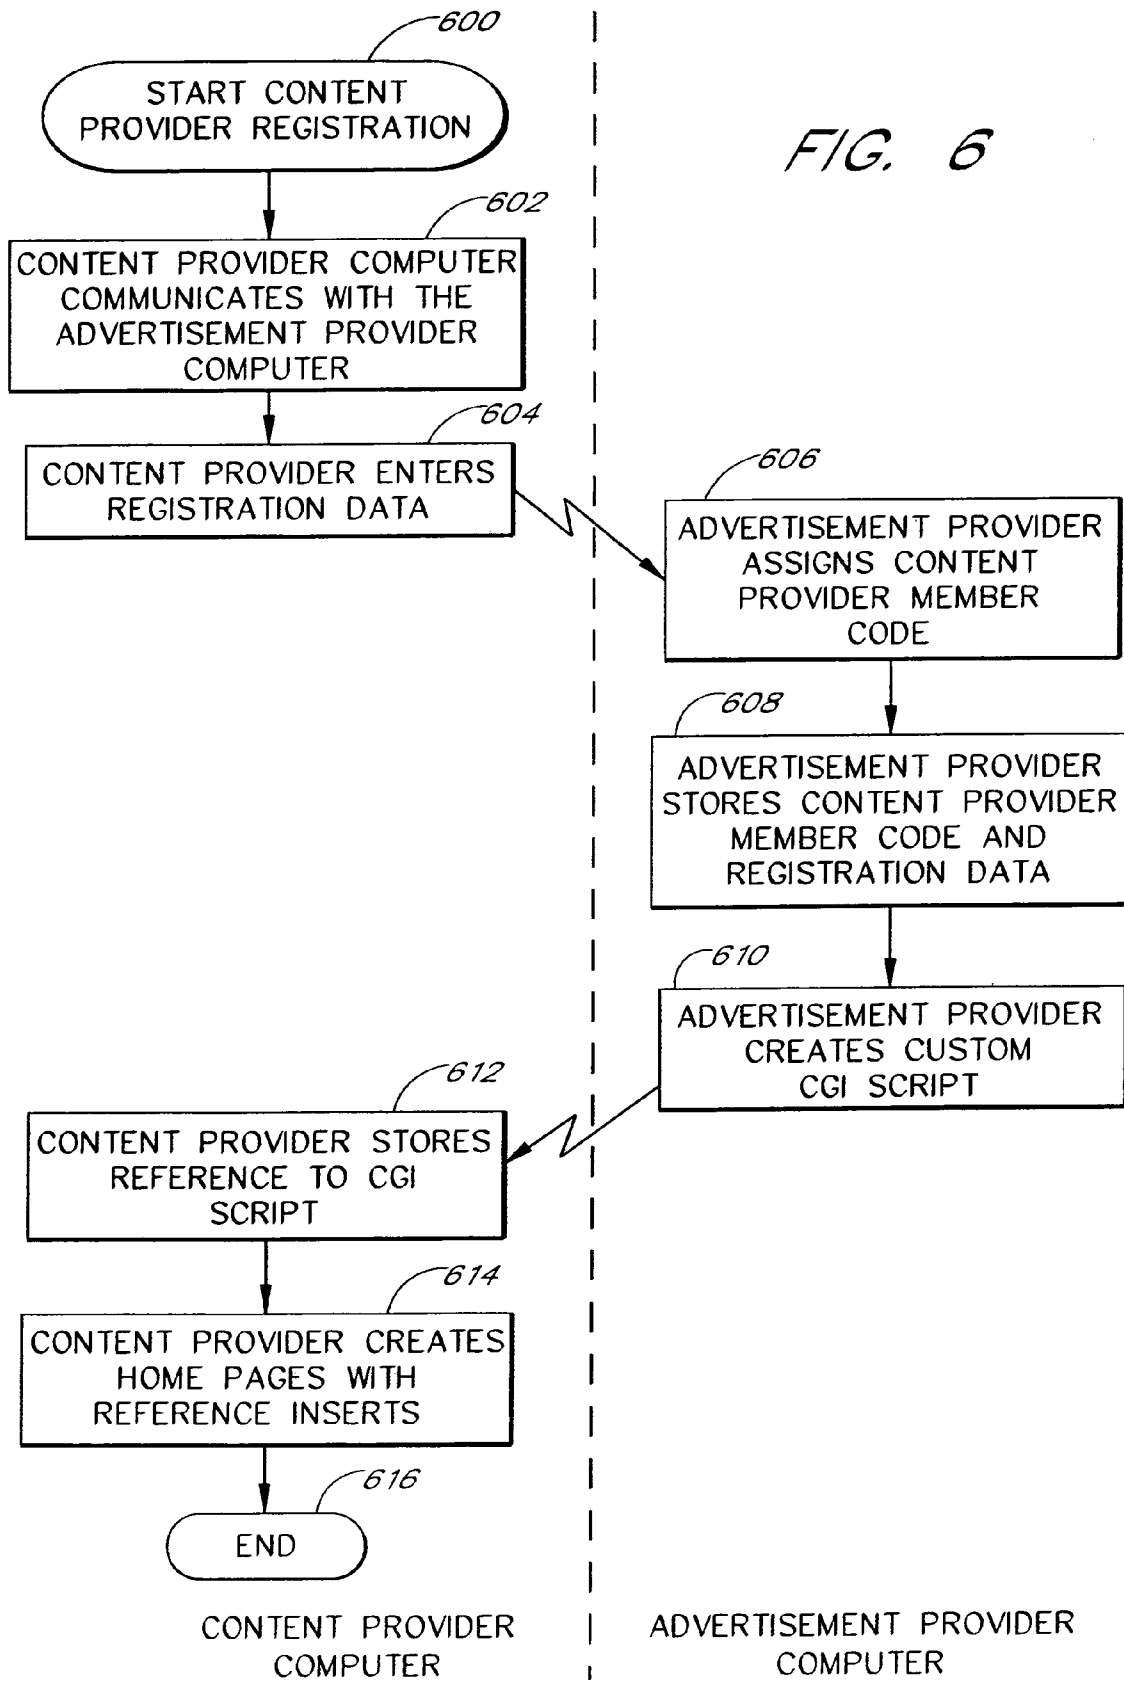 600
START CONTENT
PROVIDER REGISTRATION
FIG. 6
602
CONTENT PROVIDER COMPUTER
COMMUNICATES WITH THE
ADVERTISEMENT PROVIDER
COMPUTER
604
CONTENT PROVIDER ENTERS
REGISTRATION DATA
606
ADVERTISEMENT PROVIDER
ASSIGNS CONTENT
PROVIDER MEMBER
CODE
608
ADVERTISEMENT PROVIDER
STORES CONTENT PROVIDER
MEMBER CODE AND
REGISTRATION DATA
610
ADVERTISEMENT PROVIDER
CREATES CUSTOM
CGI SCRIPT
612
CONTENT PROVIDER STORES
REFERENCE TO CGI
SCRIPT
614
CONTENT PROVIDER CREATES
HOME PAGES WITH
REFERENCE INSERTS
616
END
CONTENT PROVIDER
COMPUTER
ADVERTISEMENT PROVIDER
COMPUTER